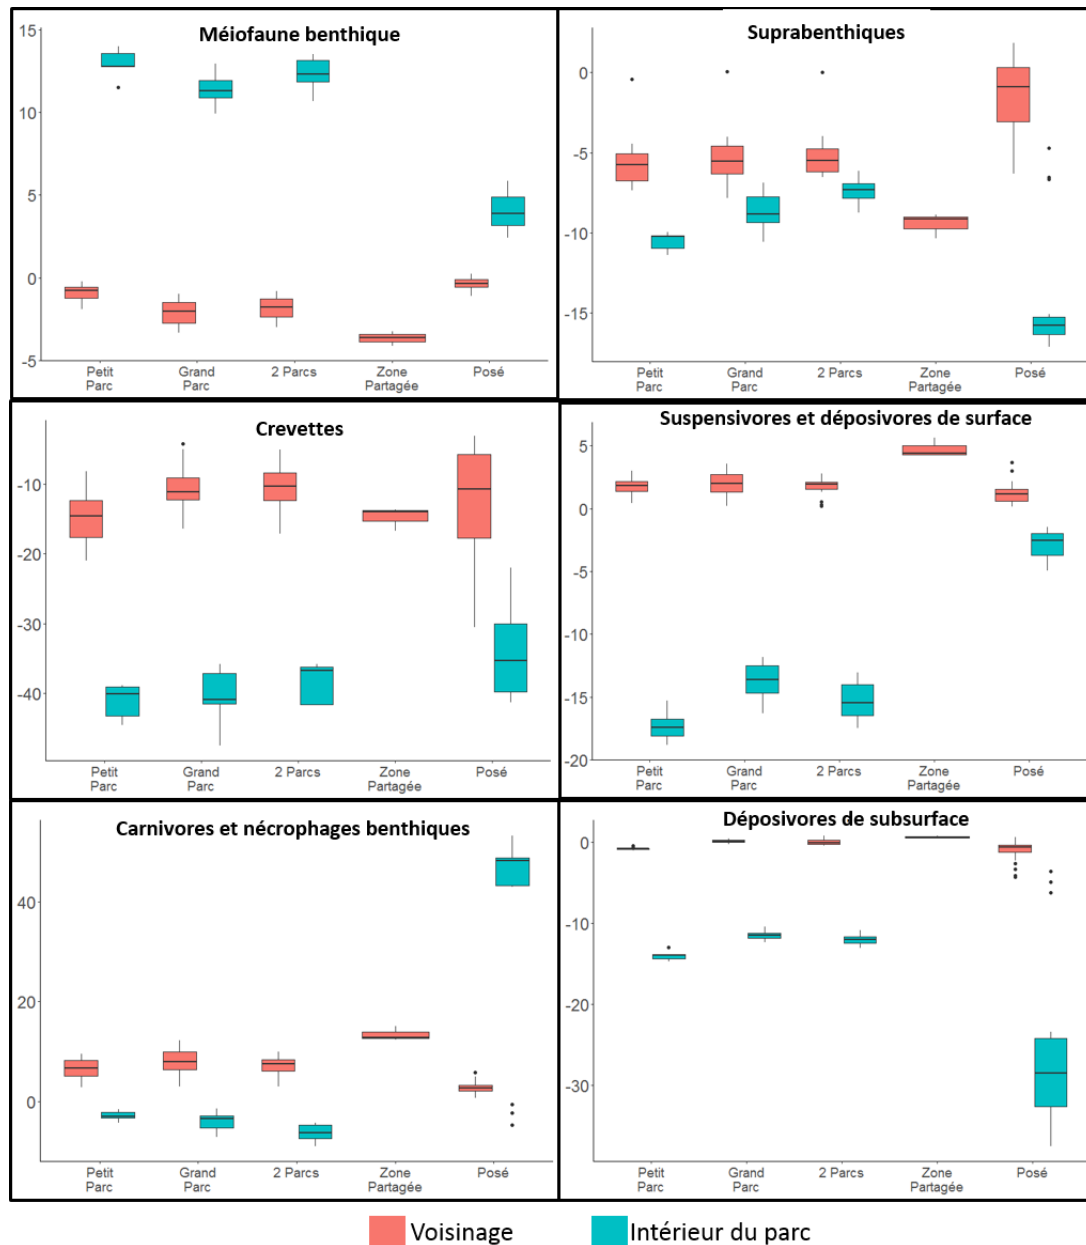 Méiofaune benthique
15
10
5
0
-5
Petit Parc
Grand Parc
2 Parcs
Zone Partagée
Posé
Suprabenthiques
0
-5
-10
-15
Petit Parc
Grand Parc
2 Parcs
Zone Partagée
Posé
Crevettes
-10
-20
-30
-40
Petit Parc
Grand Parc
2 Parcs
Zone Partagée
Posé
Suspensivores et déposivores de surface
5
0
-5
-10
-15
-20
Petit Parc
Grand Parc
2 Parcs
Zone Partagée
Posé
Carnivores et nécrophages benthiques
40
20
0
Petit Parc
Grand Parc
2 Parcs
Zone Partagée
Posé
Déposivores de subsurface
0
-10
-20
-30
Petit Parc
Grand Parc
2 Parcs
Zone Partagée
Posé
Voisinage
Intérieur du parc